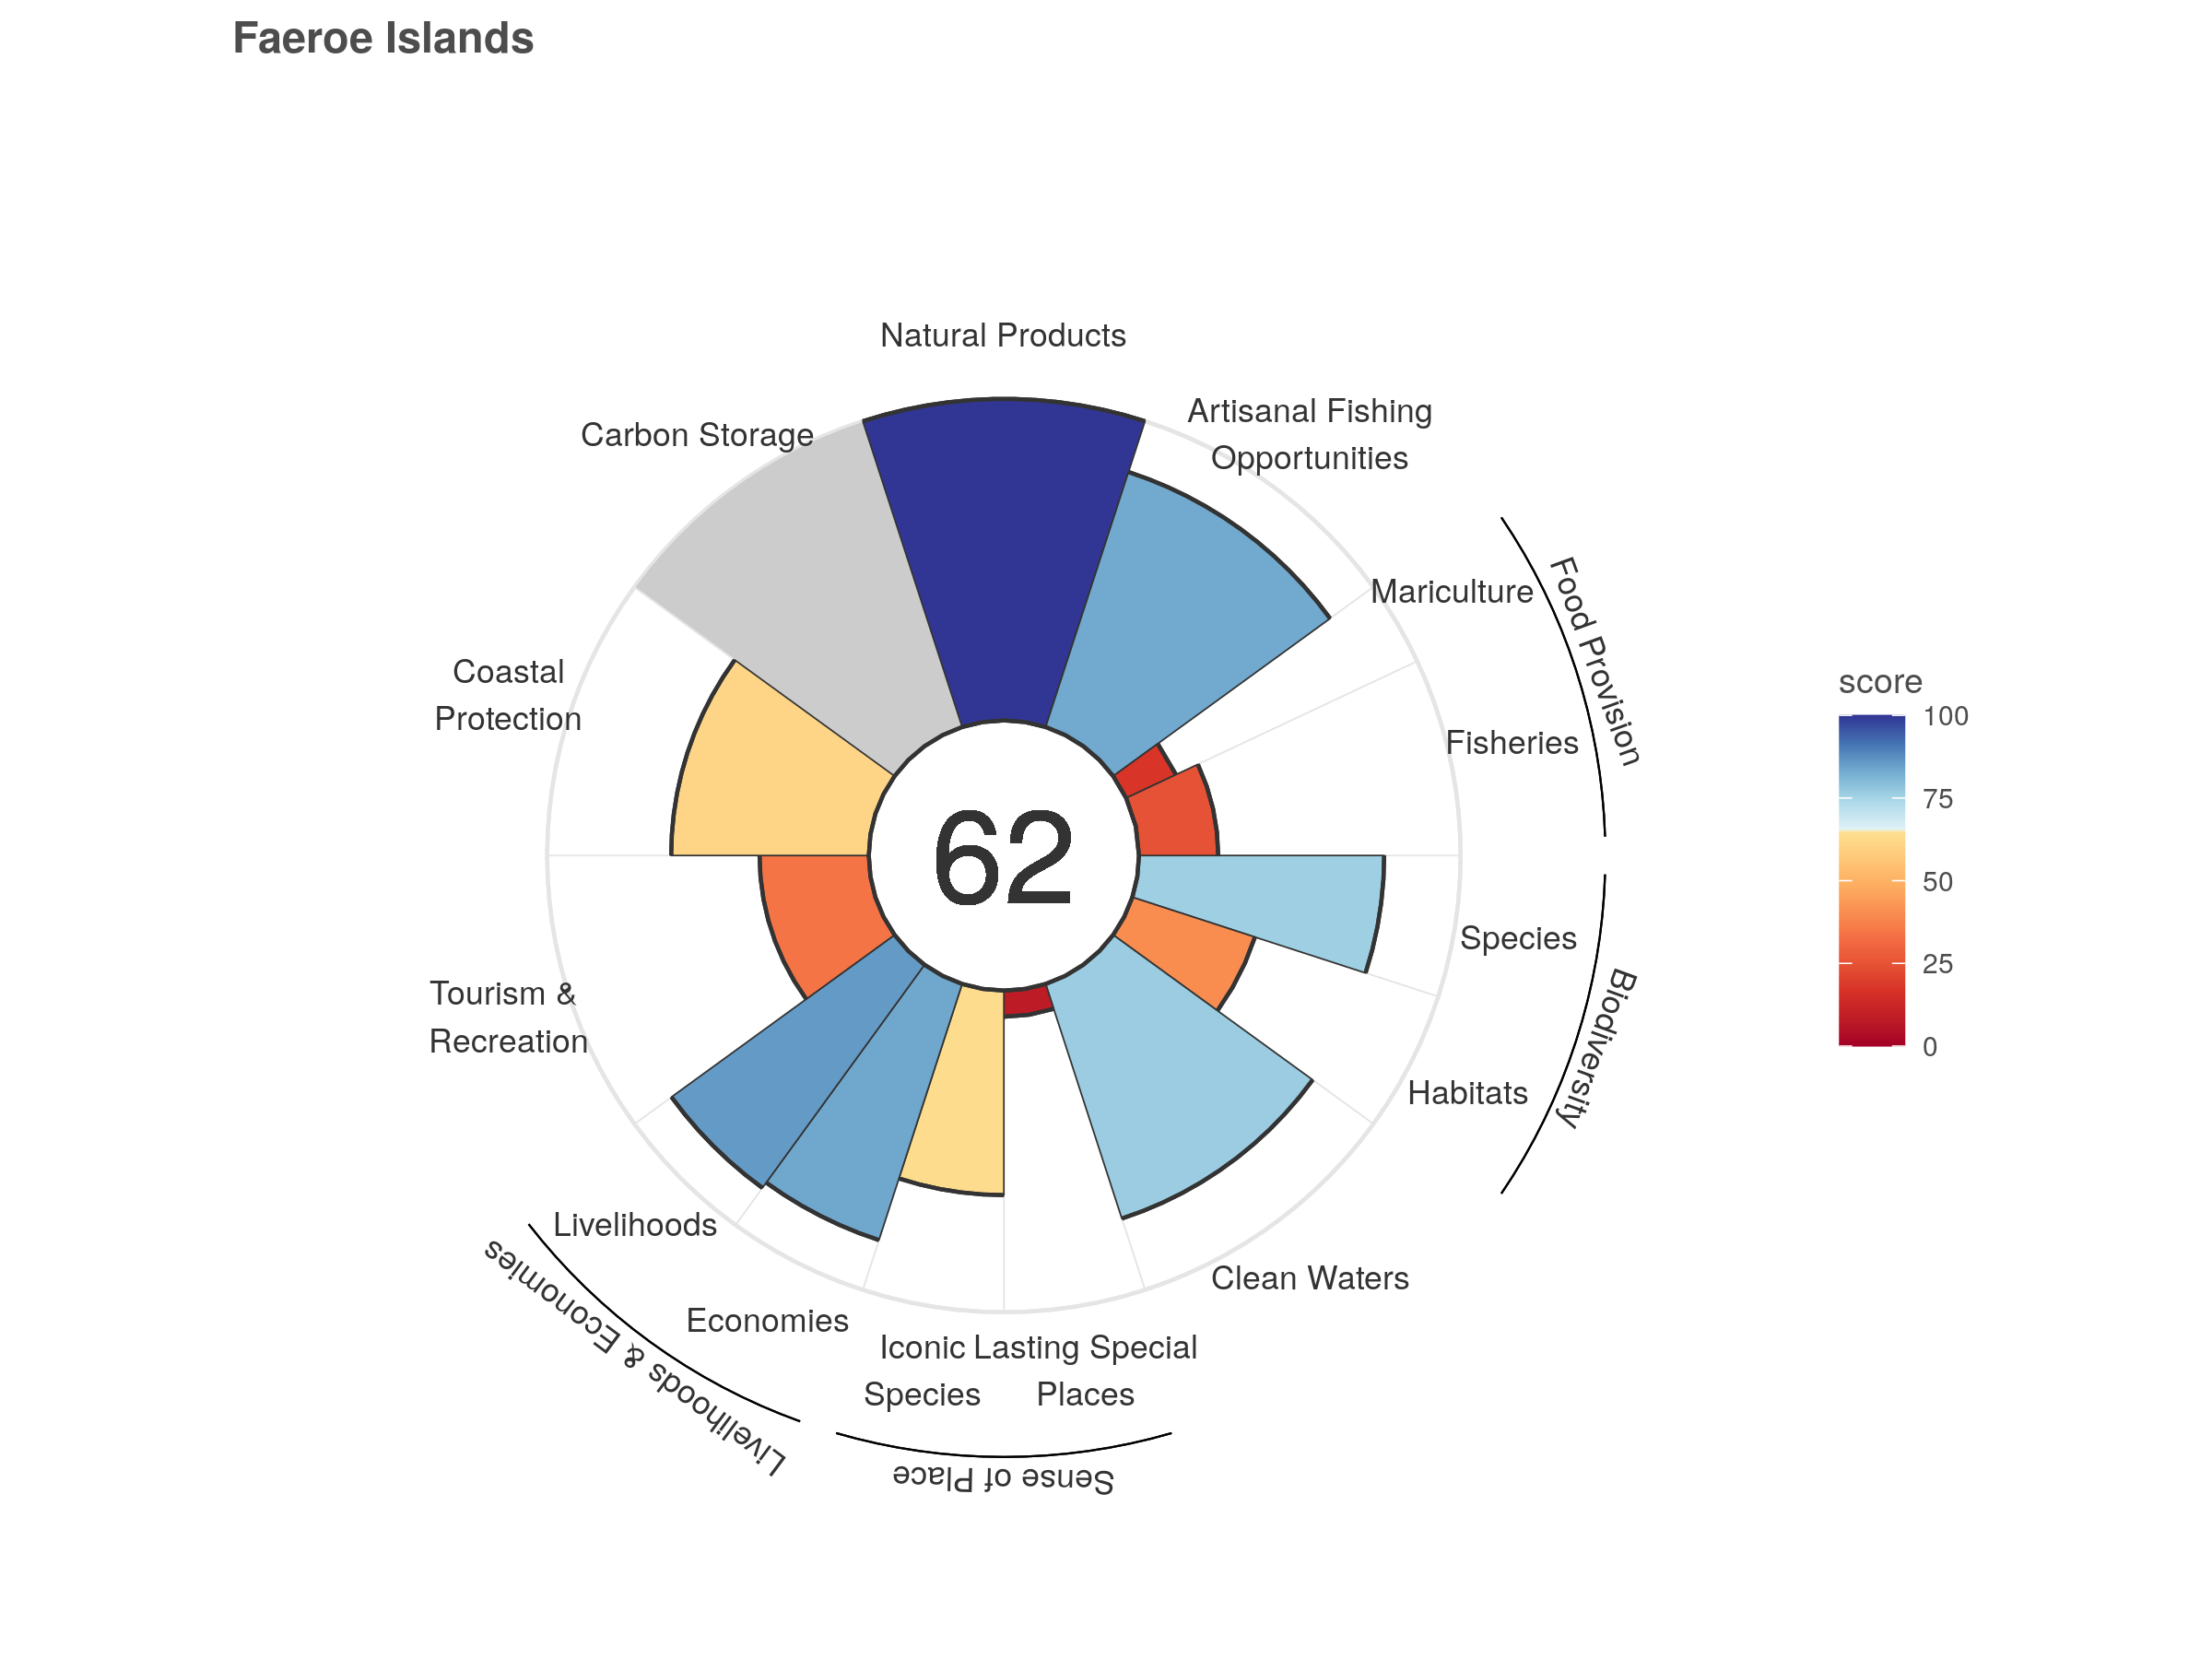 Faeroe Islands
Natural Products
Artisanal Fishing
Opportunities
Carbon Storage
Mariculture
Food Provision
Fisheries
Coastal
Protection
score
100
75
50
25
0
62
Species
Biodiversity
Habitats
Tourism &
Recreation
Livelihoods
Livelihoods & Economies
Economies
Clean Waters
Iconic
Species
Lasting Special
Places
Sense of Place